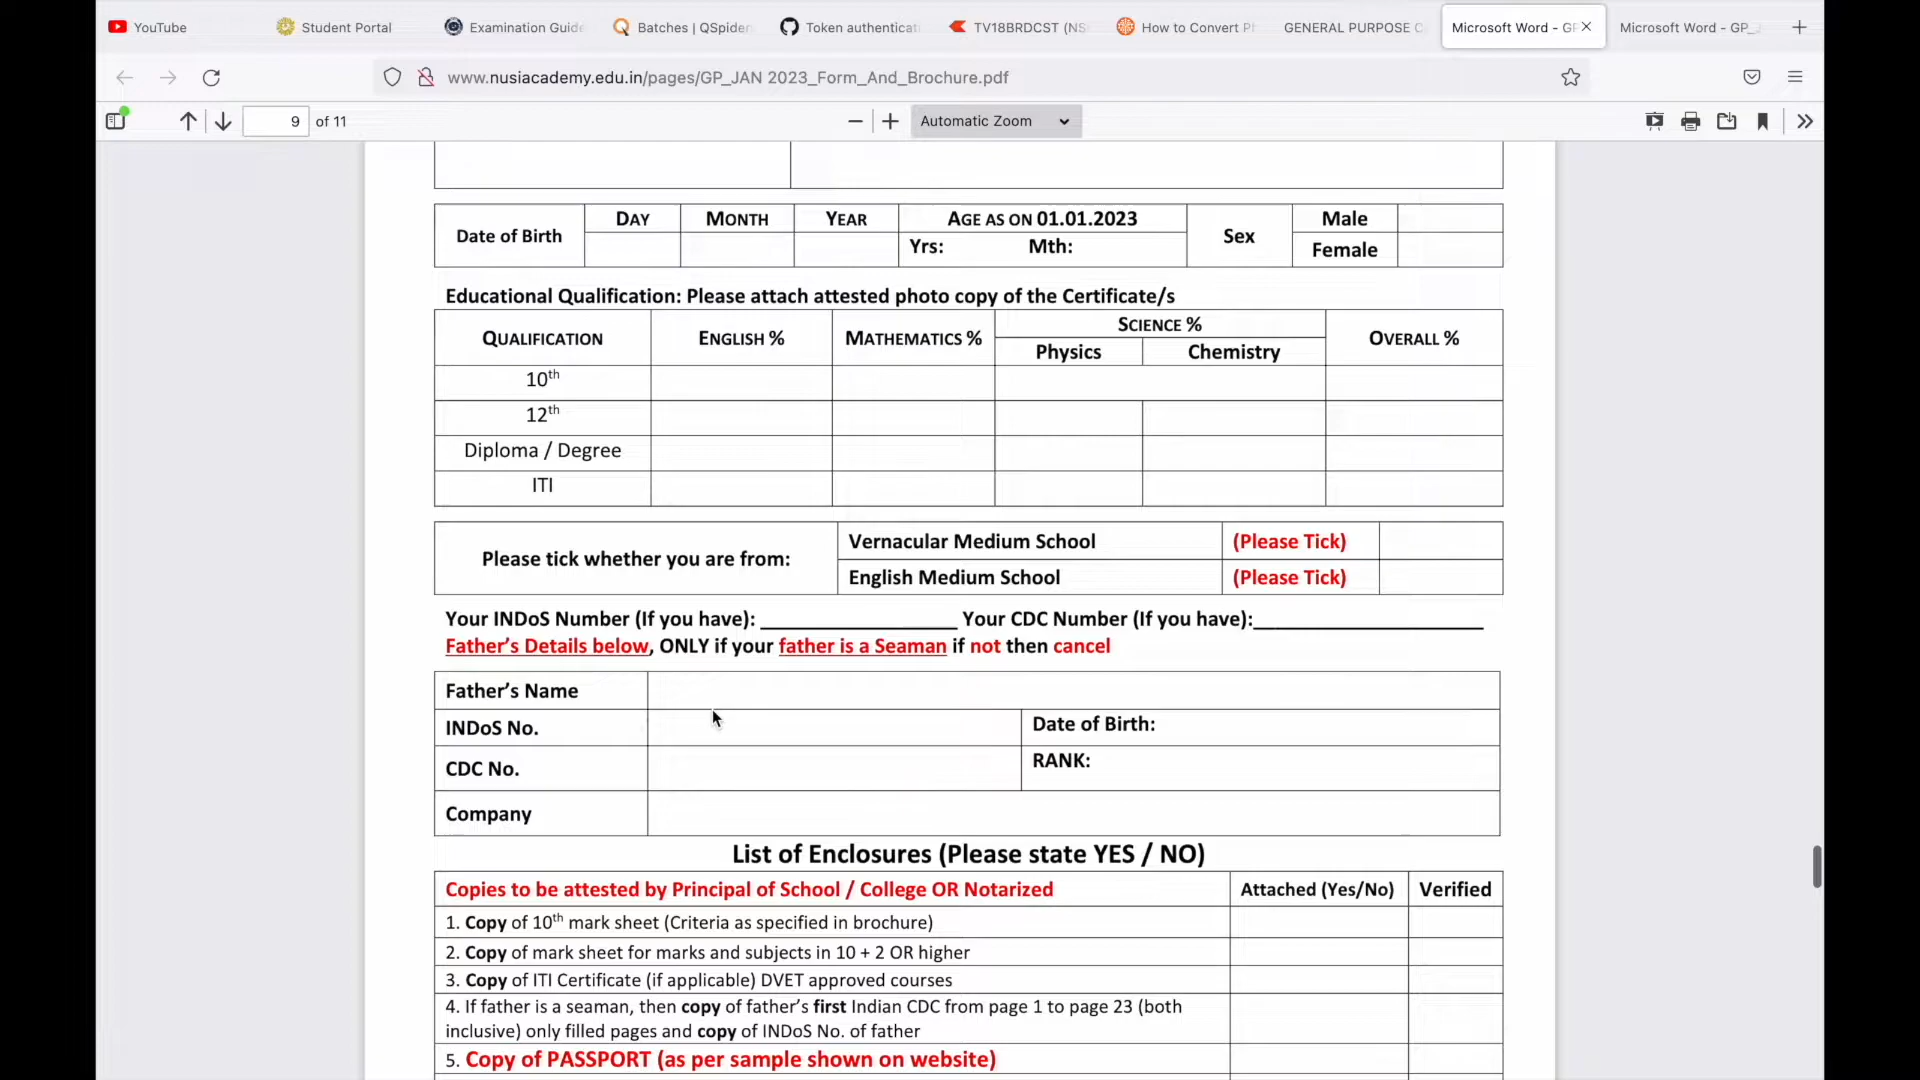 YouTube
Student Portal
Examination Guide
Batches | QSpider
Token authenticat
TV18BRDCST (NS
How to Convert P
GENERAL PURPOSE C
Microsoft Word - GP
Microsoft Word - GP_
www.nusiacademy.edu.in/pages/GP_JAN 2023_Form_And_Brochure.pdf
9 of 11
Automatic Zoom
Date of Birth
DAY MONTH YEAR AGE AS ON 01.01.2023
Yrs: Mth:
Sex
Male
Female
Educational Qualification: Please attach attested photo copy of the Certificate/s
QUALIFICATION ENGLISH % MATHEMATICS % SCIENCE % OVERALL %
Physics Chemistry
10th
12th
Diploma / Degree
ITI
Please tick whether you are from:
Vernacular Medium School (Please Tick)
English Medium School (Please Tick)
Your INDoS Number (If you have): ___________________ Your CDC Number (If you have):______________________
Father’s Details below, ONLY if your father is a Seaman if not then cancel
Father’s Name
INDoS No. Date of Birth:
CDC No. RANK:
Company
List of Enclosures (Please state YES / NO)
Copies to be attested by Principal of School / College OR Notarized Attached (Yes/No) Verified
1. Copy of 10th mark sheet (Criteria as specified in brochure)
2. Copy of mark sheet for marks and subjects in 10 + 2 OR higher
3. Copy of ITI Certificate (if applicable) DVET approved courses
4. If father is a seaman, then copy of father’s first Indian CDC from page 1 to page 23 (both
inclusive) only filled pages and copy of INDoS No. of father
5. Copy of PASSPORT (as per sample shown on website)